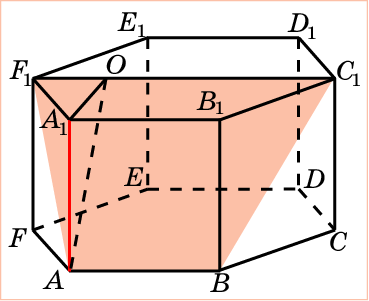 E₁ D₁
F₁ O C₁
A₁ B₁
E D
F C
A B